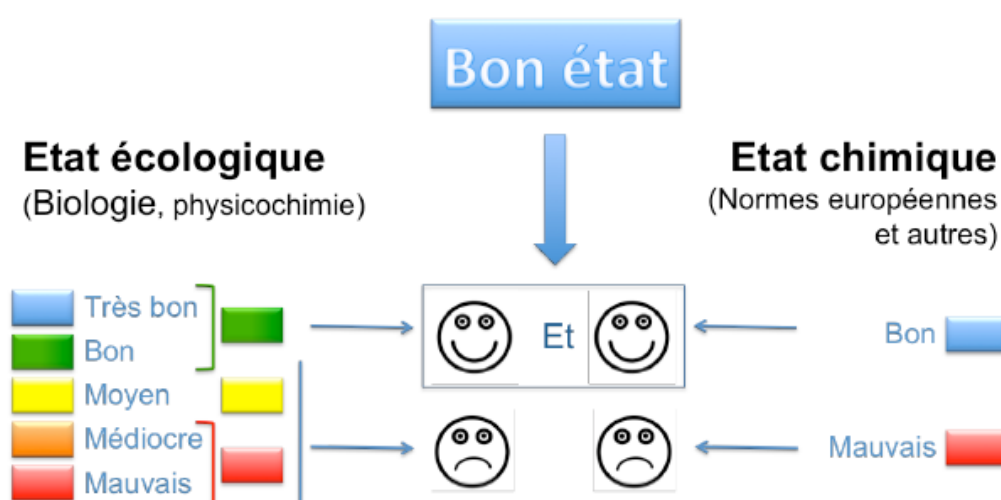 Bon état
Etat écologique
(Biologie, physicochimie)
Etat chimique
(Normes européennes
et autres)
Très bon
Bon
Moyen
Médiocre
Mauvais
Et
Bon
Mauvais